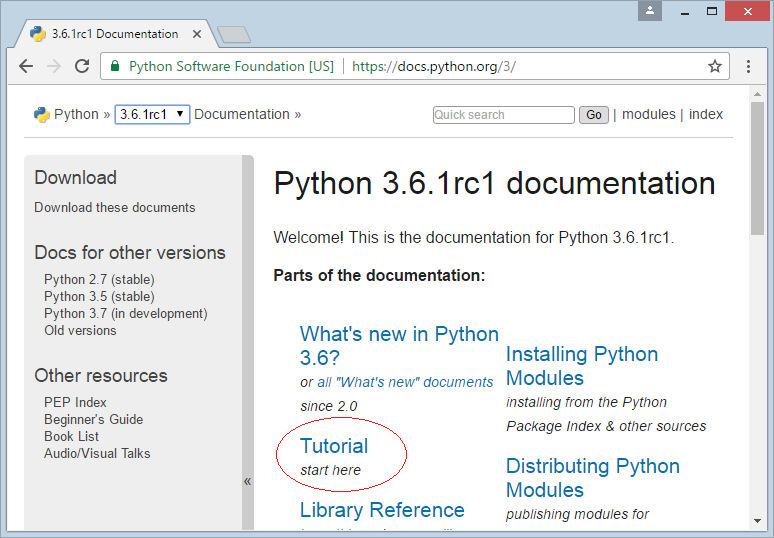 3.6.1rc1 Documentation
Python Software Foundation [US] https://docs.python.org/3/
Python » 3.6.1rc1 Documentation » Quick search Go | modules | index
Download
Download these documents
Docs for other versions
Python 2.7 (stable)
Python 3.5 (stable)
Python 3.7 (in development)
Old versions
Other resources
PEP Index
Beginner's Guide
Book List
Audio/Visual Talks
«
Python 3.6.1rc1 documentation
Welcome! This is the documentation for Python 3.6.1rc1.
Parts of the documentation:
What's new in Python
3.6?
or all "What's new" documents
since 2.0
Tutorial
start here
Library Reference
Installing Python
Modules
installing from the Python
Package Index & other sources
Distributing Python
Modules
publishing modules for